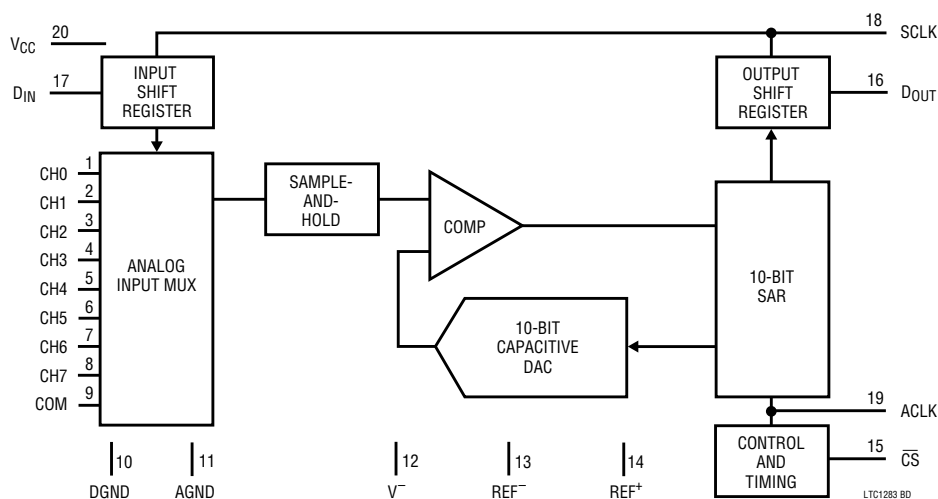 18
SCLK
20
VCC
INPUT
SHIFT
REGISTER
OUTPUT
SHIFT
REGISTER
17
DIN
16
DOUT
1
CH0
2
CH1
3
CH2
4
CH3
5
CH4
6
CH5
7
CH6
8
CH7
9
COM
ANALOG
INPUT MUX
SAMPLE-
AND-
HOLD
COMP
10-BIT
CAPACITIVE
DAC
10-BIT
SAR
19
ACLK
CONTROL
AND
TIMING
15
C̅S̅
10
DGND
11
AGND
12
V–
13
REF–
14
REF+
LTC1283 BD